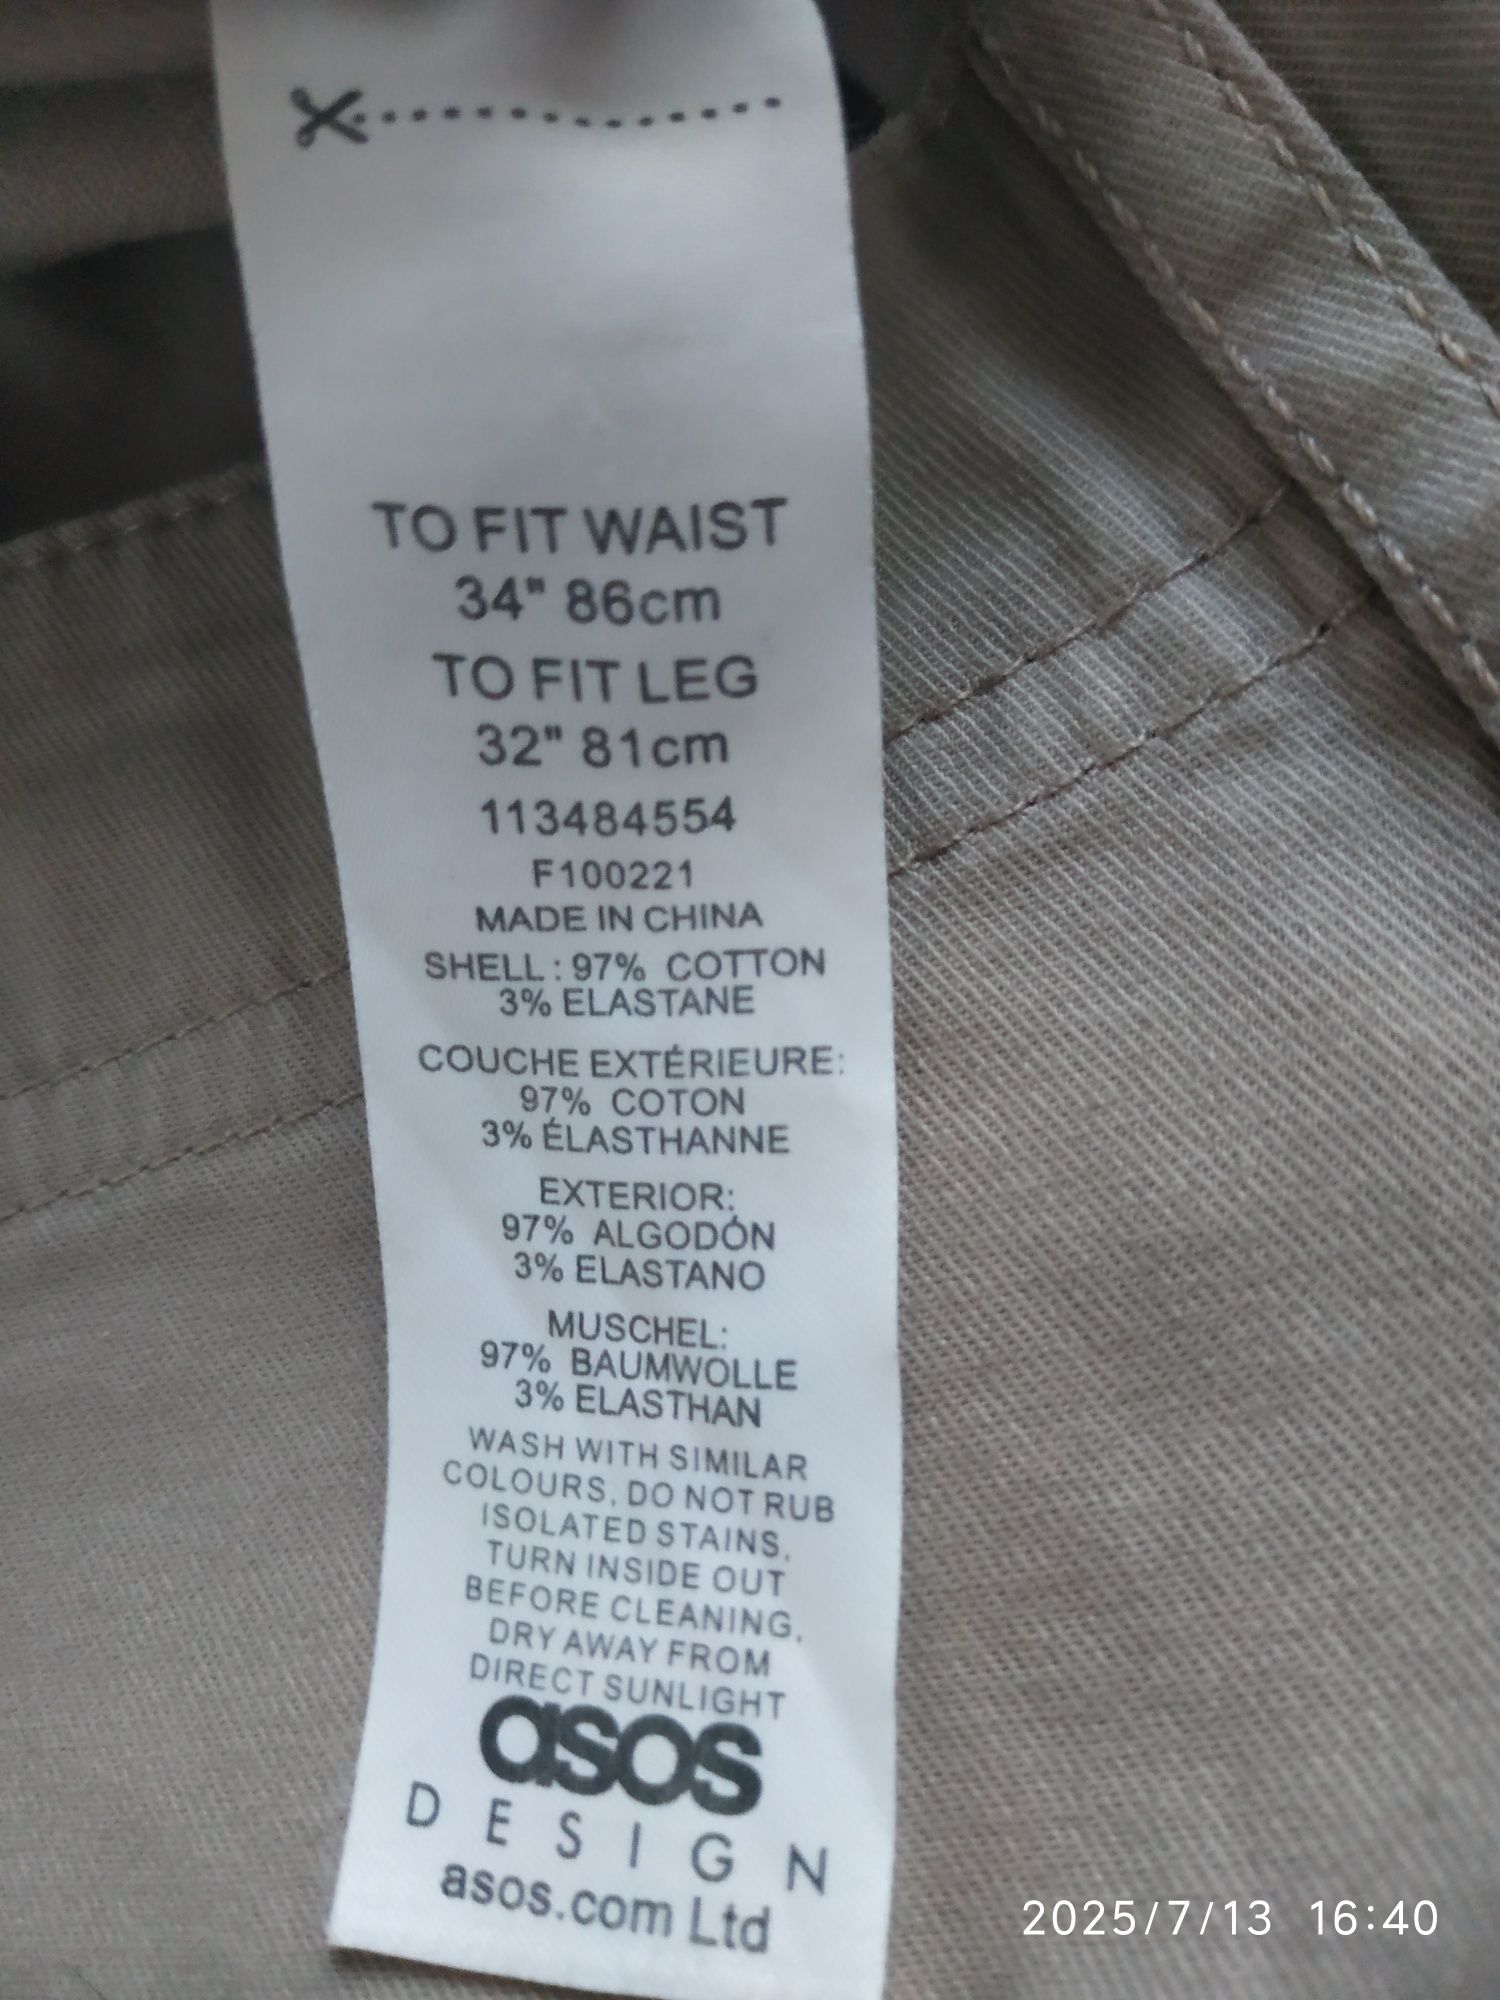 TO FIT WAIST
34" 86cm
TO FIT LEG
32" 81cm
113484554
F100221
MADE IN CHINA
SHELL : 97% COTTON
3% ELASTANE
COUCHE EXTÉRIEURE:
97% COTON
3% ÉLASTHANNE
EXTERIOR:
97% ALGODÓN
3% ELASTANO
MUSCHEL:
97% BAUMWOLLE
3% ELASTHAN
WASH WITH SIMILAR
COLOURS, DO NOT RUB
ISOLATED STAINS,
TURN INSIDE OUT
BEFORE CLEANING,
DRY AWAY FROM
DIRECT SUNLIGHT
asos
DESIGN
asos.com Ltd
2025/7/13 16:40